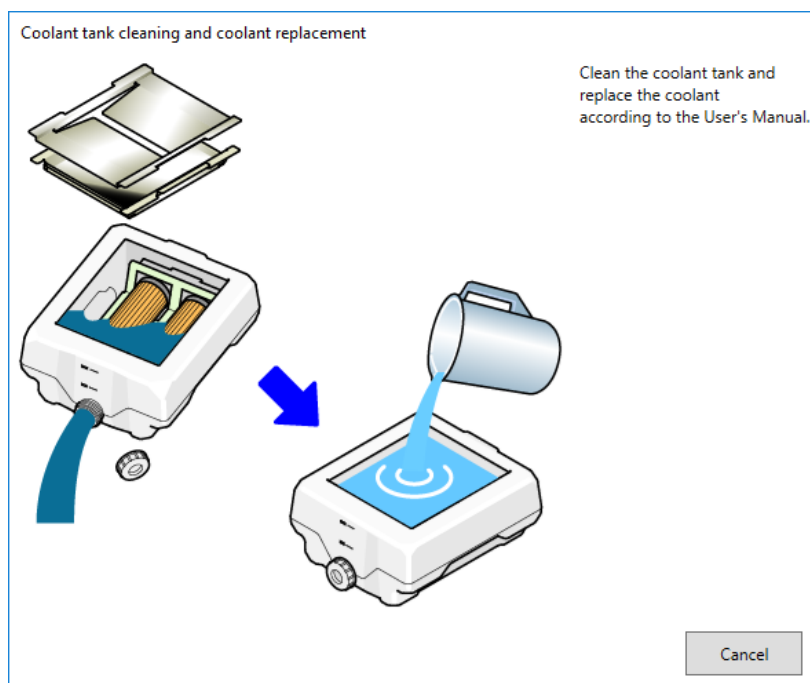 Coolant tank cleaning and coolant replacement
Clean the coolant tank and
replace the coolant
according to the User's Manual.
Cancel